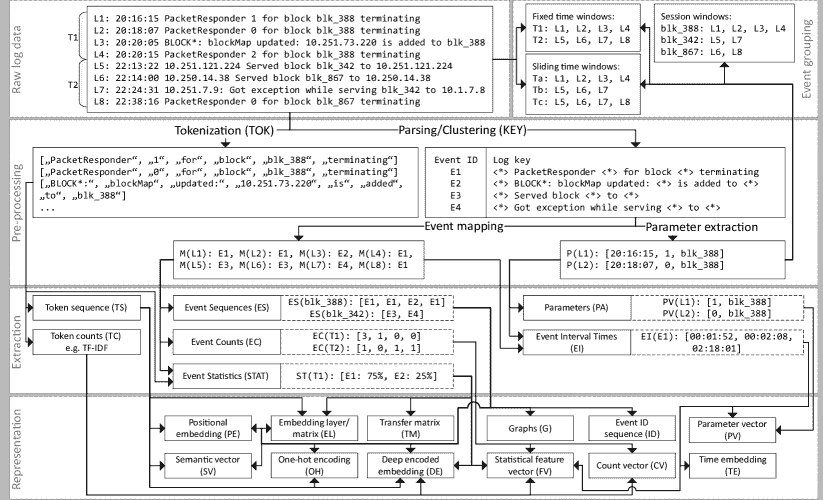 Raw log data
T1
T2
L1: 20:16:15 PacketResponder 1 for block blk_388 terminating
L2: 20:18:07 PacketResponder 0 for block blk_388 terminating
L3: 20:20:05 BLOCK*: blockMap updated: 10.251.73.220 is added to blk_388
L4: 20:20:15 PacketResponder 2 for block blk_388 terminating
L5: 22:13:22 10.251.121.224 Served block blk_342 to 10.251.121.224
L6: 22:14:00 10.250.14.38 Served block blk_867 to 10.250.14.38
L7: 22:24:31 10.251.7.9: Got exception while serving blk_342 to 10.1.7.8
L8: 22:38:16 PacketResponder 0 for block blk_867 terminating
Fixed time windows:
T1: L1, L2, L3, L4
T2: L5, L6, L7, L8
Sliding time windows:
Ta: L1, L2, L3, L4
Tb: L5, L6, L7
Tc: L6, L7, L8
Session windows:
blk_388: L1, L2, L3, L4
blk_342: L5, L7
blk_867: L6, L8
Event grouping
Pre-processing
Tokenization (TOK)
Parsing/Clustering (KEY)
[„PacketResponder“, „1“, „for“, „block“, „blk_388“, „terminating“]
[„PacketResponder“, „0“, „for“, „block“, „blk_388“, „terminating“]
[„BLOCK*:“, „blockMap“, „updated:“, „10.251.73.220“, „is“, „added“,
„to“, „blk_388“]
...
Event ID Log key
E1 <*> PacketResponder <*> for block <*> terminating
E2 <*> BLOCK*: blockMap updated: <*> is added to <*>
E3 <*> Served block <*> to <*>
E4 <*> Got exception while serving <*> to <*>
Event mapping
Parameter extraction
M(L1): E1, M(L2): E1, M(L3): E2, M(L4): E1,
M(L5): E3, M(L6): E3, M(L7): E4, M(L8): E1
P(L1): [20:16:15, 1, blk_388]
P(L2): [20:18:07, 0, blk_388]
Extraction
Token sequence (TS)
Token counts (TC)
e.g. TF-IDF
Event Sequences (ES)
ES(blk_388): [E1, E1, E2, E1]
ES(blk_342): [E3, E4]
Event Counts (EC)
EC(T1): [3, 1, 0, 0]
EC(T2): [1, 0, 1, 1]
Event Statistics (STAT)
ST(T1): [E1: 75%, E2: 25%]
Parameters (PA)
PV(L1): [1, blk_388]
PV(L2): [0, blk_388]
Event Interval Times
(EI)
EI(E1): [00:01:52, 00:02:08,
02:18:01]
Representation
Positional
embedding (PE)
Embedding layer/
matrix (EL)
Transfer matrix
(TM)
Graphs (G)
Event ID
sequence (ID)
Parameter vector
(PV)
Semantic vector
(SV)
One-hot encoding
(OH)
Deep encoded
embedding (DE)
Statistical feature
vector (FV)
Count vector (CV)
Time embedding
(TE)